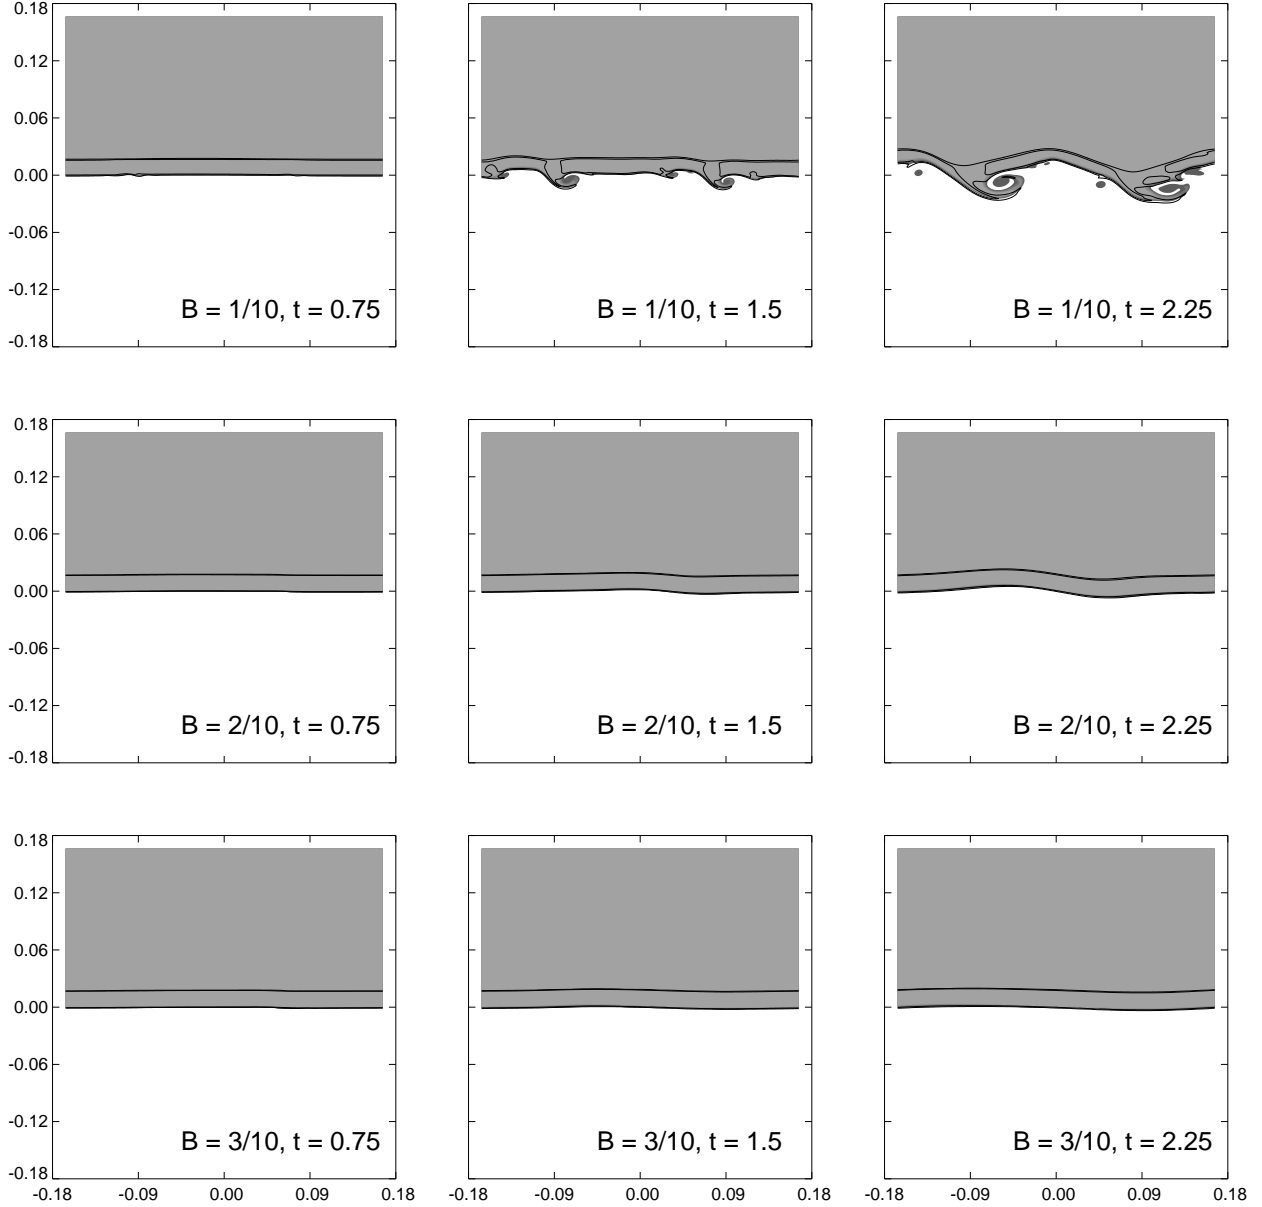 0.18
0.12
0.06
0.00
-0.06
-0.12
-0.18
B = 1/10, t = 0.75
B = 1/10, t = 1.5
B = 1/10, t = 2.25
0.18
0.12
0.06
0.00
-0.06
-0.12
-0.18
B = 2/10, t = 0.75
B = 2/10, t = 1.5
B = 2/10, t = 2.25
0.18
0.12
0.06
0.00
-0.06
-0.12
-0.18
B = 3/10, t = 0.75
B = 3/10, t = 1.5
B = 3/10, t = 2.25
-0.18 -0.09 0.00 0.09 0.18
-0.18 -0.09 0.00 0.09 0.18
-0.18 -0.09 0.00 0.09 0.18